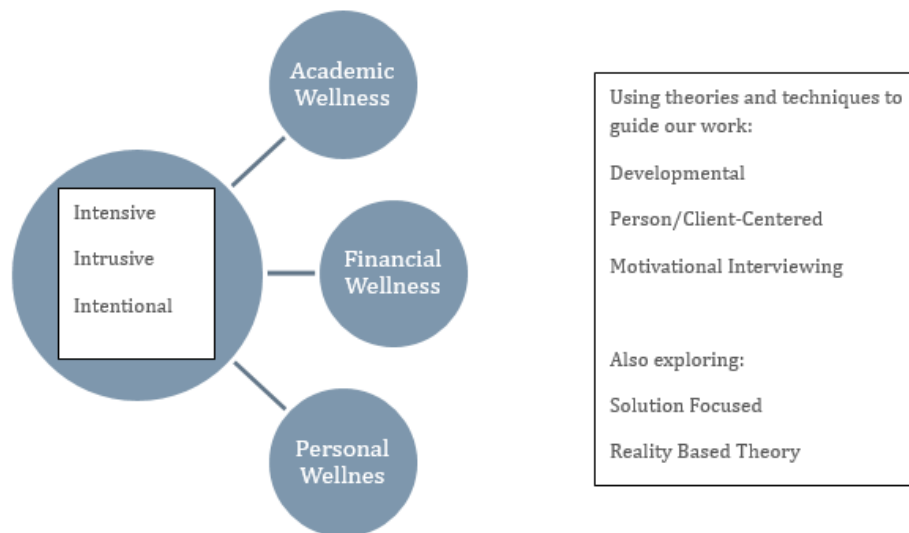 Academic
Wellness
Intensive
Intrusive
Intentional
Financial
Wellness
Personal
Wellnes
Using theories and techniques to
guide our work:
Developmental
Person/Client-Centered
Motivational Interviewing
Also exploring:
Solution Focused
Reality Based Theory